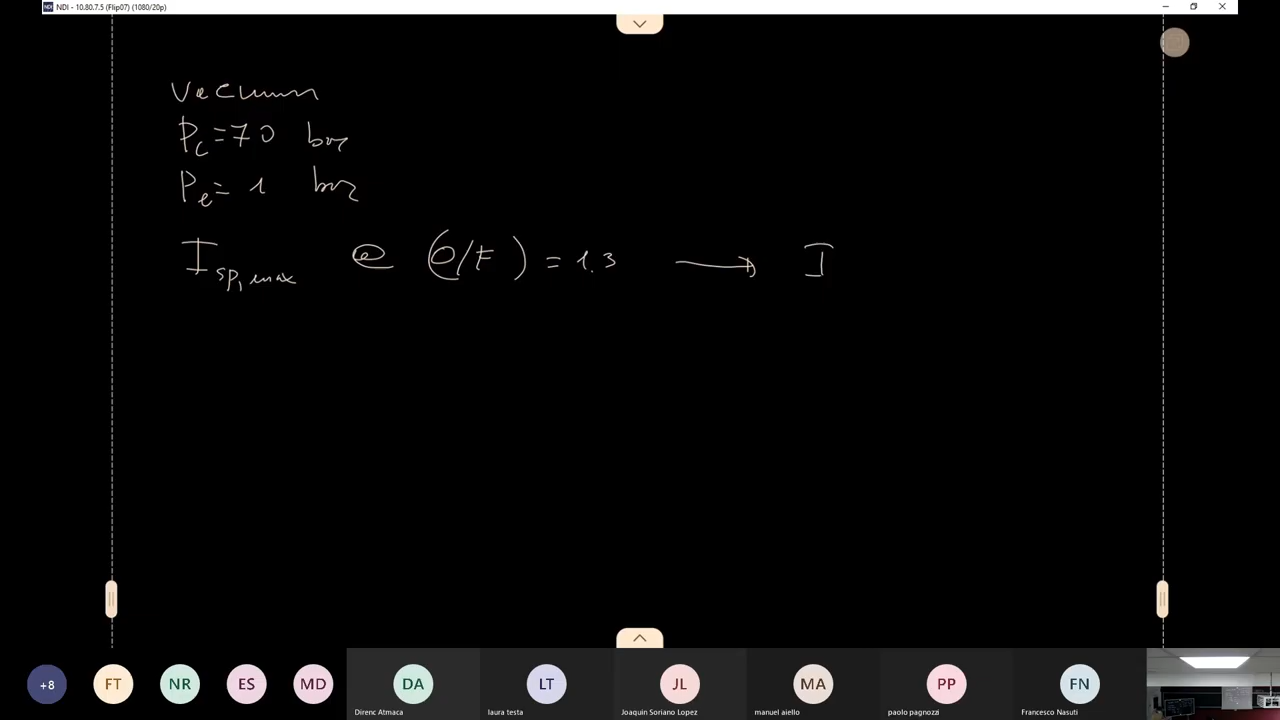 NDI - 10.80.7.5 (Flip07) (1080/20p)
Vacuum
Pc = 70 bar
Pe = 1 bar
Isp, max @ (O/F) = 1.3 → I
+8 FT NR ES MD DA LT JL MA PP FN
Direnc Atmaca laura testa Joaquin Soriano Lopez manuel aiello paolo pagnozzi Francesco Nasuti